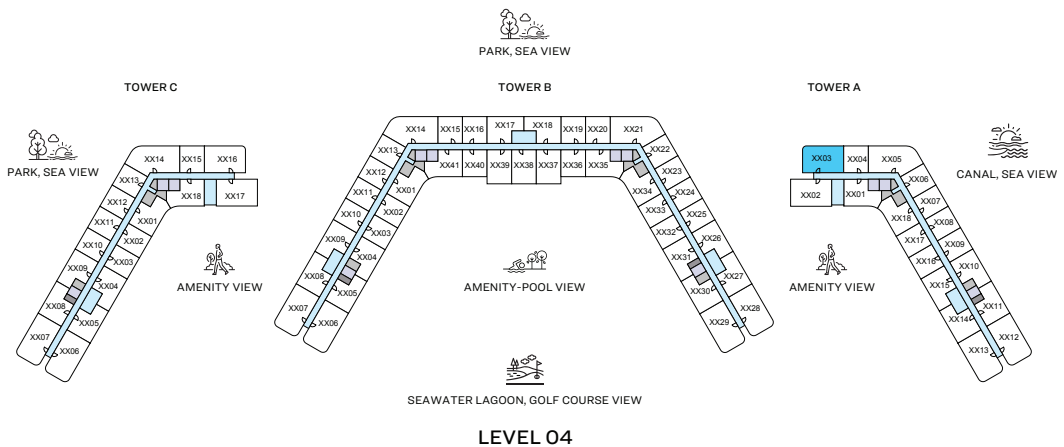 PARK, SEA VIEW
TOWER C
TOWER B
TOWER A
PARK, SEA VIEW
CANAL, SEA VIEW
XX14 XX15 XX16
XX13
XX12
XX11
XX10
XX09
XX08
XX07
XX18 XX17
XX01
XX02
XX03
XX04
XX05
XX06
AMENITY VIEW
XX14 XX15 XX16 XX17 XX18 XX19 XX20 XX21
XX13
XX12
XX11
XX10
XX09
XX08
XX07
XX41 XX40 XX39 XX38 XX37 XX36 XX35
XX01
XX02
XX03
XX04
XX05
XX06
XX22
XX23
XX24
XX25
XX26
XX27
XX28
XX34
XX33
XX32
XX31
XX30
XX29
AMENITY-POOL VIEW
XX03 XX04 XX05
XX02 XX01
XX06
XX07
XX08
XX09
XX10
XX11
XX12
XX18
XX17
XX16
XX15
XX14
XX13
AMENITY VIEW
SEAWATER LAGOON, GOLF COURSE VIEW
LEVEL 04